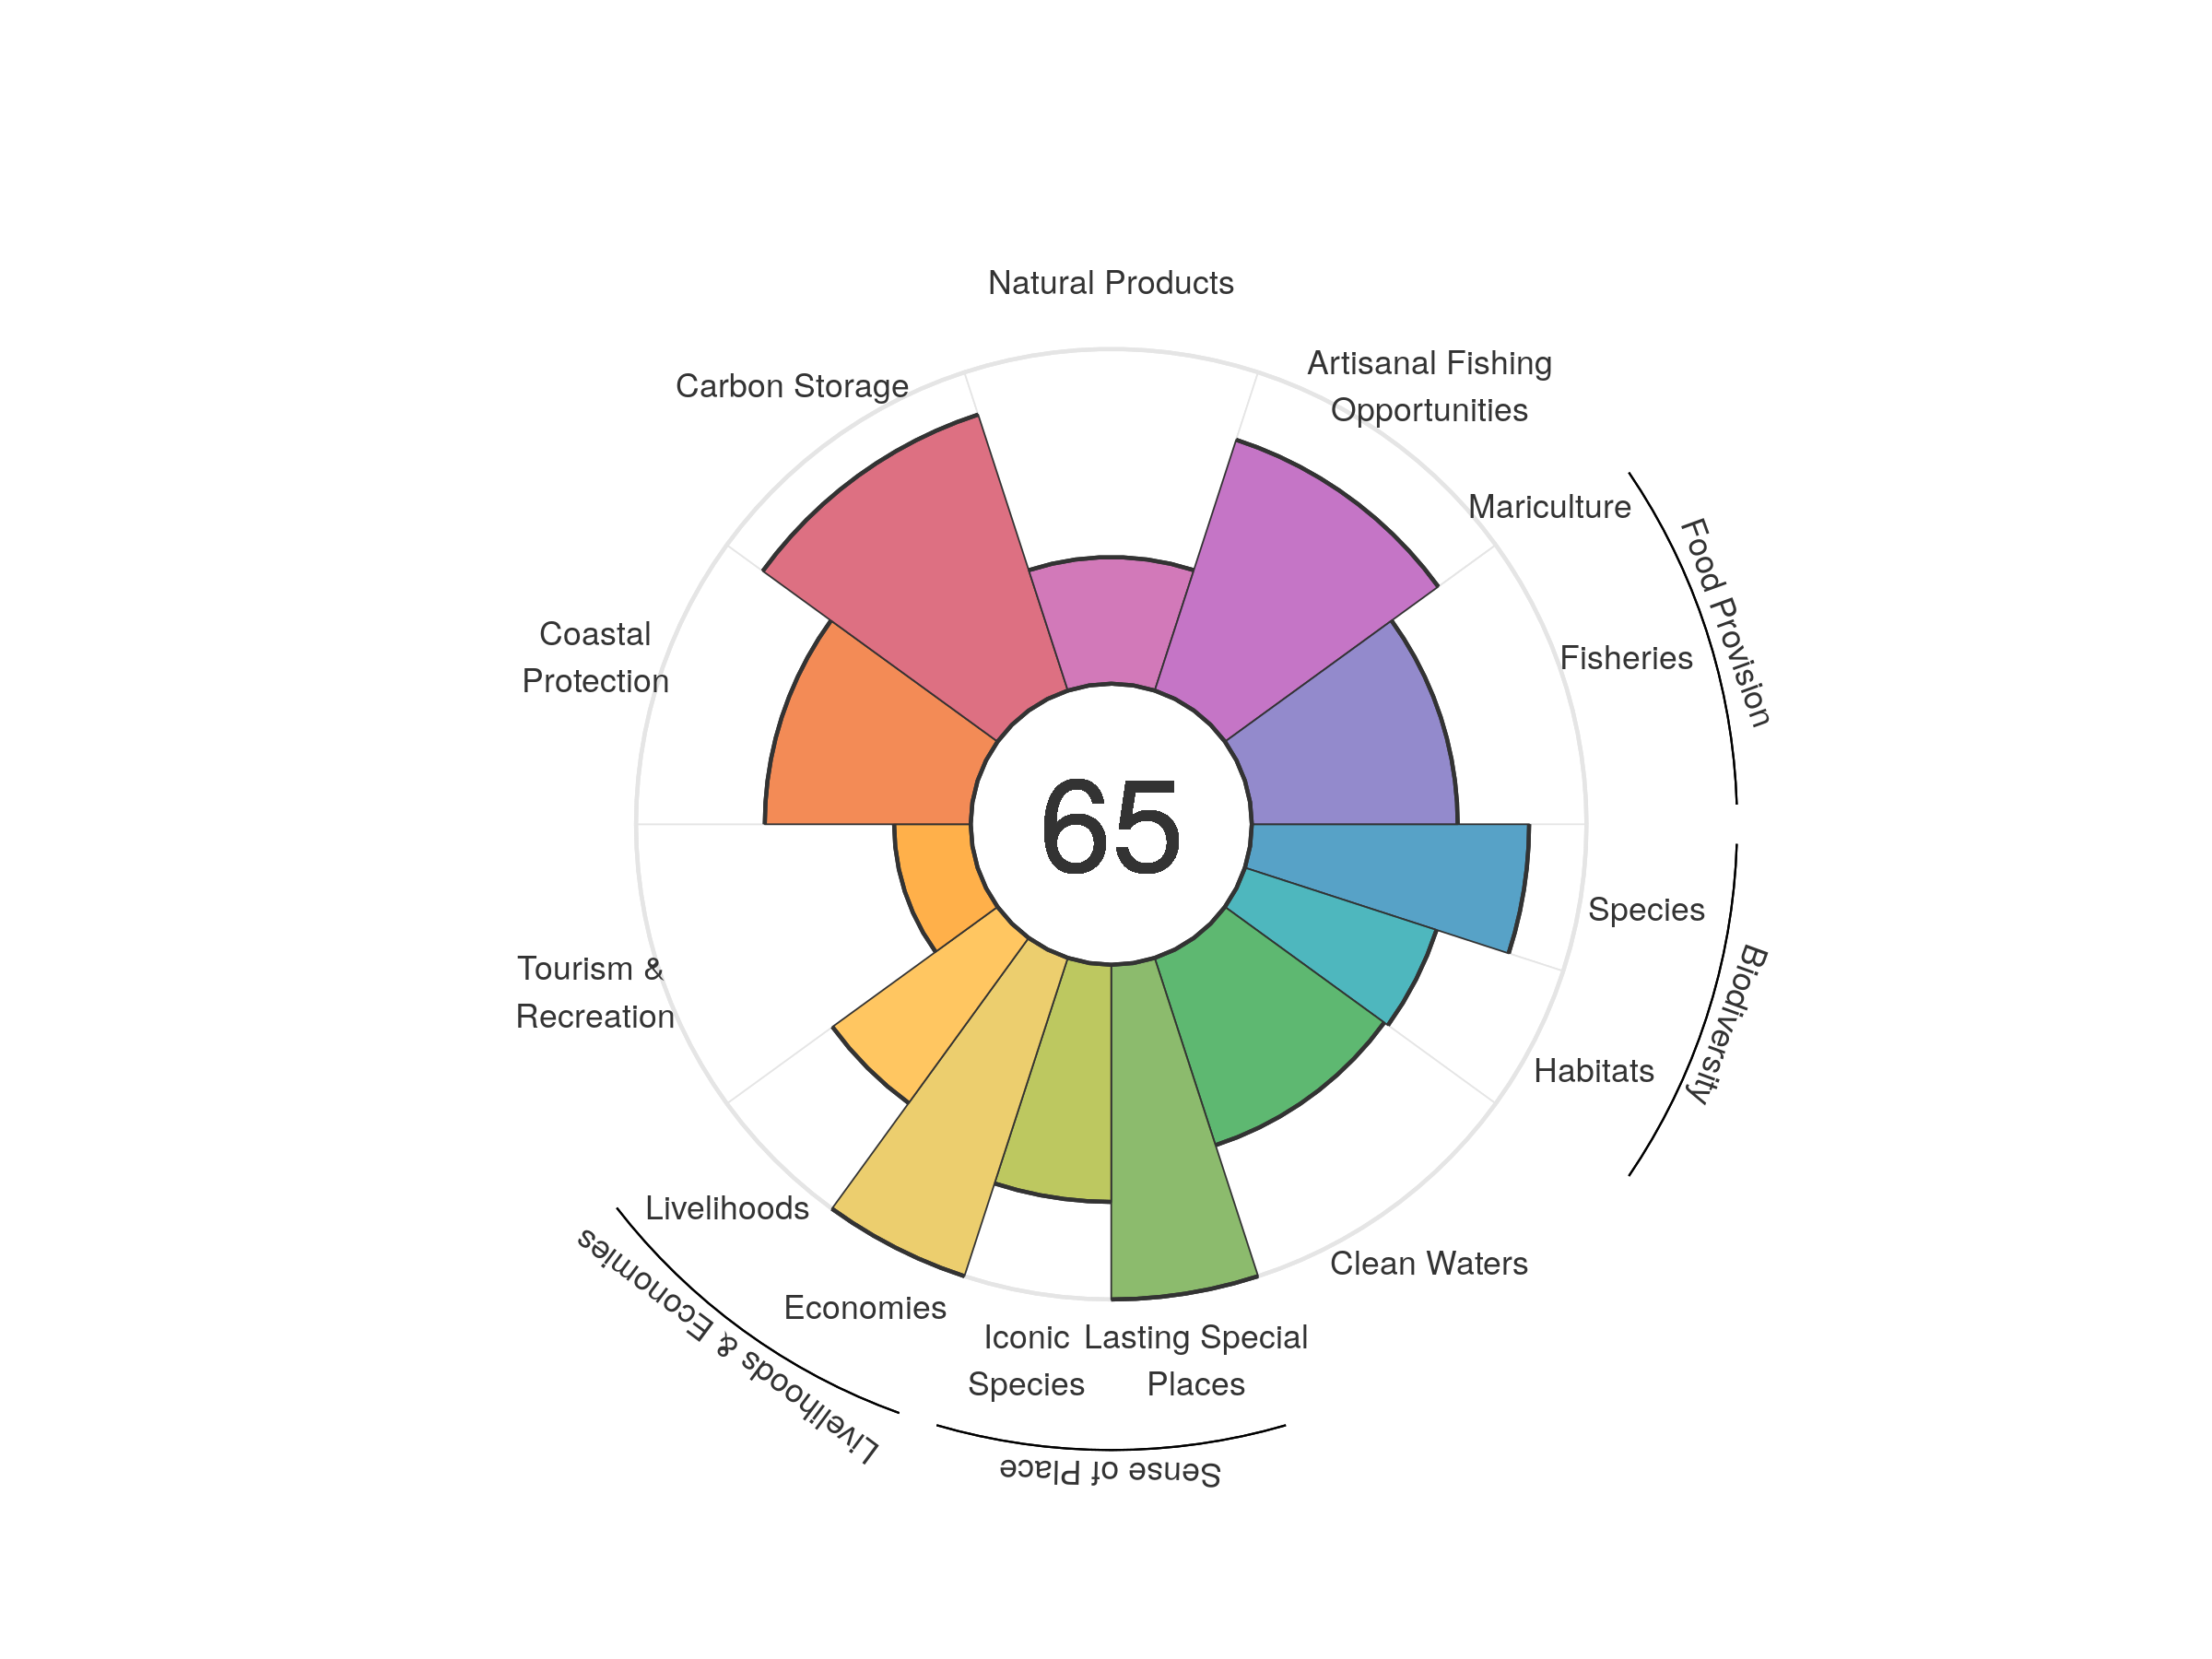 Natural Products
Artisanal Fishing
Opportunities
Carbon Storage
Mariculture
Food Provision
Fisheries
Coastal
Protection
65
Species
Biodiversity
Tourism &
Recreation
Habitats
Livelihoods
Livelihoods & Economies
Clean Waters
Economies
Iconic
Species
Lasting Special
Places
Sense of Place